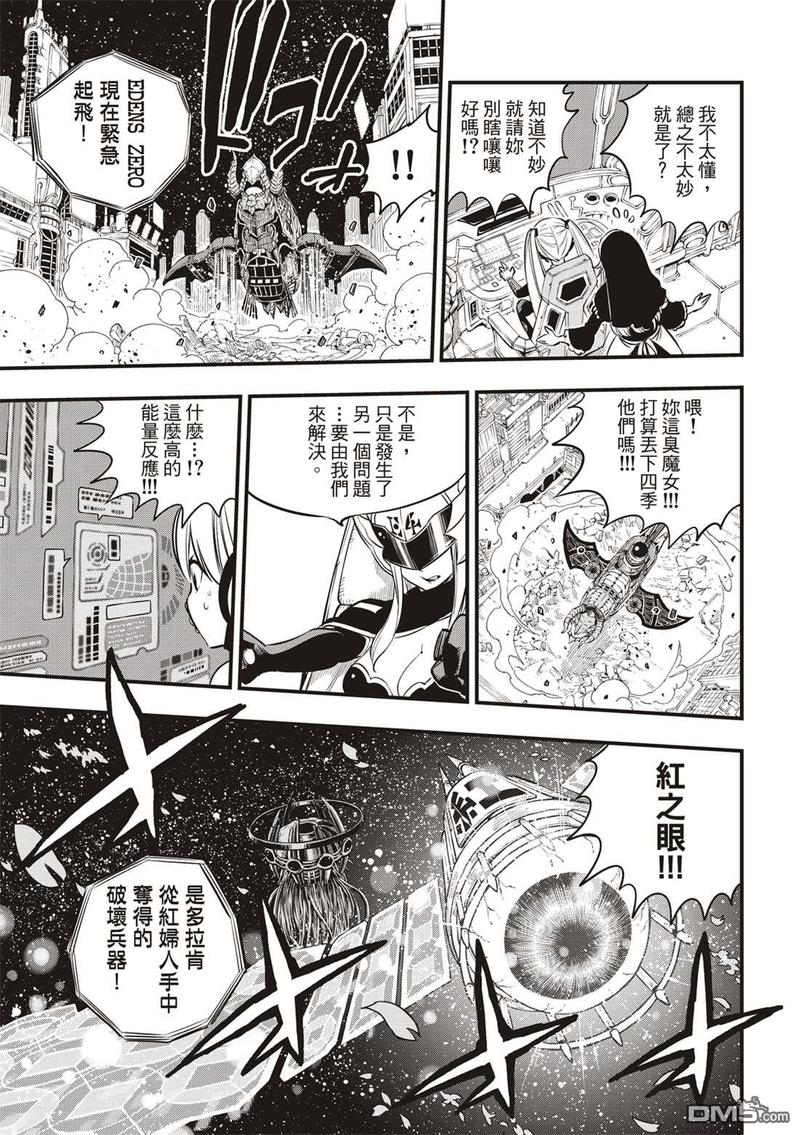 我不太懂，
總之不太妙
就是了？
知道不妙
就請妳
別瞎嚷嚷
好嗎！？
!!
ドドド
EDENS ZERO
現在緊急
起飛！
喂！
妳這臭魔女!!!
打算丟下四季
他們嗎!!!
不是，
只是發生了
另一個問題
…要由我們
來解決。
什麼…！？
這麼高的
能量反應!!!
:4
紅之眼!!!
紅
是多拉肯
從紅婦人手中
奪得的
破壞兵器！
DM5.com